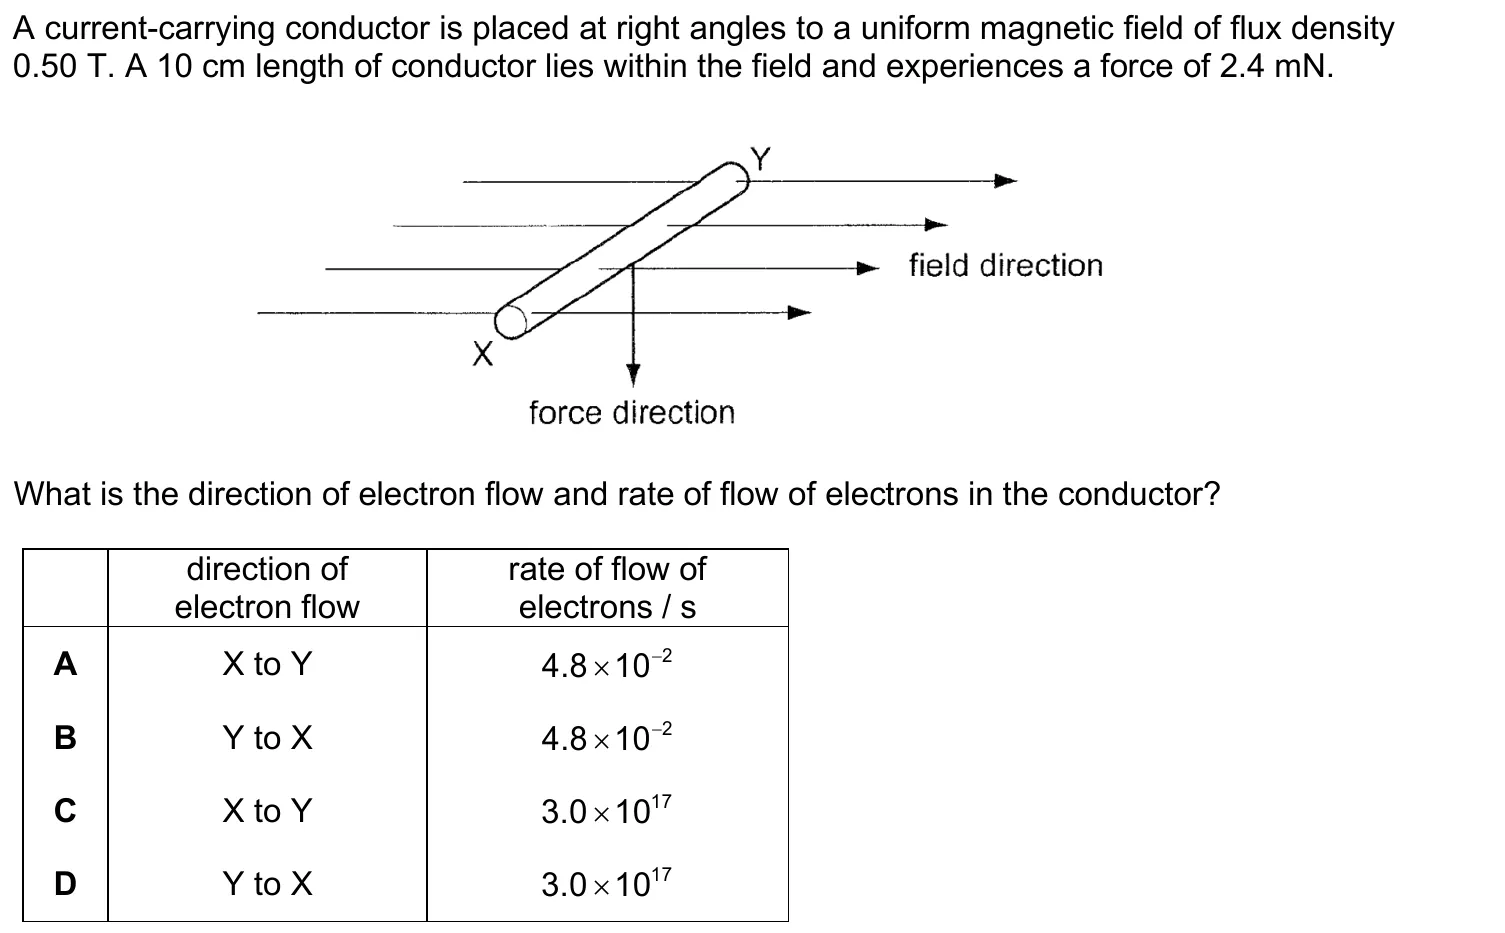 A current-carrying conductor is placed at right angles to a uniform magnetic field of flux density
0.50 T. A 10 cm length of conductor lies within the field and experiences a force of 2.4 mN.
Y
field direction
X
force direction
What is the direction of electron flow and rate of flow of electrons in the conductor?
direction of electron flow
rate of flow of electrons / s
A X to Y 4.8×10⁻²
B Y to X 4.8×10⁻²
C X to Y 3.0×10¹⁷
D Y to X 3.0×10¹⁷